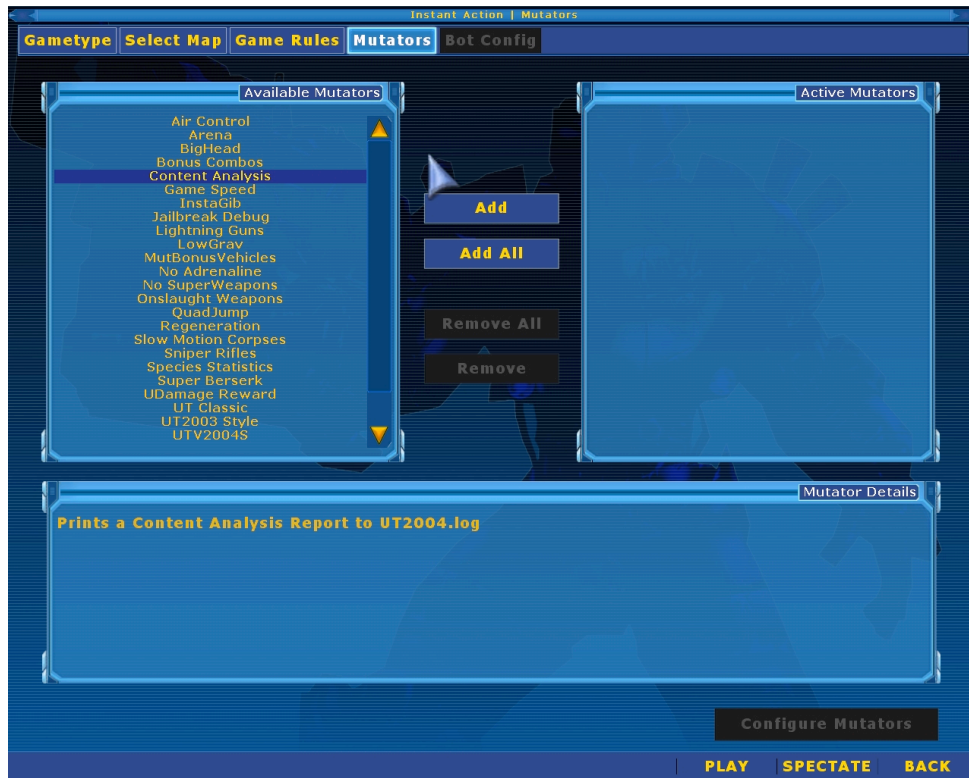 Instant Action | Mutators
Gametype Select Map Game Rules Mutators Bot Config
Available Mutators
Air Control
Arena
BigHead
Bonus Combos
Content Analysis
Game Speed
InstaGib
Jailbreak Debug
Lightning Guns
LowGrav
MutBonusVehicles
No Adrenaline
No SuperWeapons
Onslaught Weapons
QuadJump
Regeneration
Slow Motion Corpses
Sniper Rifles
Species Statistics
Super Berserk
UDamage Reward
UT Classic
UT2003 Style
UTV2004S
Add
Add All
Remove All
Remove
Active Mutators
Mutator Details
Prints a Content Analysis Report to UT2004.log
Configure Mutators
PLAY SPECTATE BACK